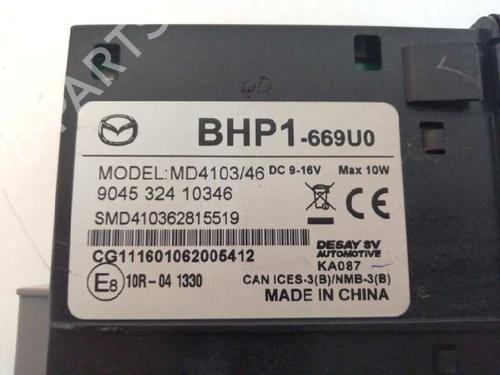 BHP1-669U0
MODEL: MD4103/46 DC 9-16V Max 10W
9045 324 10346
SMD410362815519
CG111601062005412
DESAY SV
AUTOMOTIVE
KA087
E8 10R-04 1330
CAN ICES-3(B)/NMB-3(B)
MADE IN CHINA